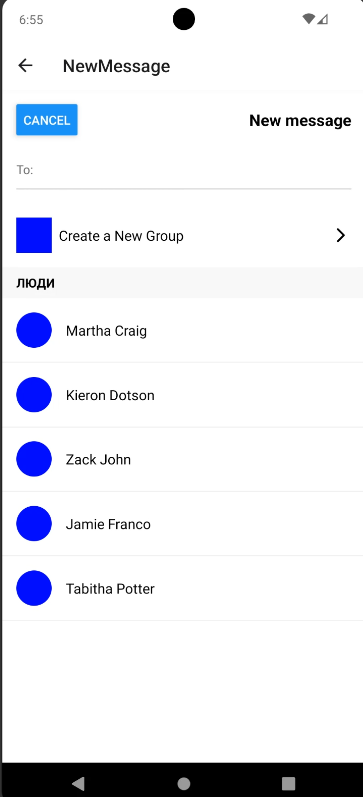 6:55
NewMessage
CANCEL New message
To:
Create a New Group
ЛЮДИ
Martha Craig
Kieron Dotson
Zack John
Jamie Franco
Tabitha Potter